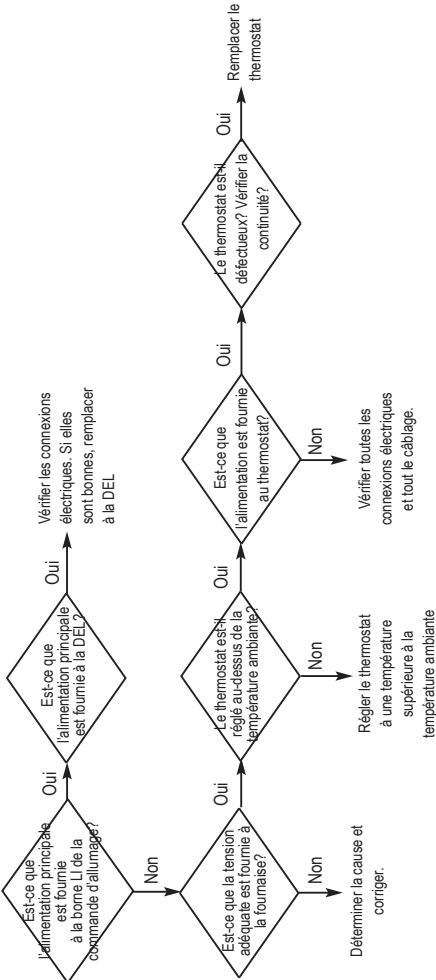 Est-ce que
l'alimentation principale
est fournie
à la borne LI de la
commande d'allumage?
Oui
Est-ce que
l'alimentation principale
est fournie à la DEL?
Oui
Vérifier les connexions
électriques. Si elles
sont bonnes, remplacer
à la DEL
Non
Est-ce que la tension
adéquate est fournie à
la fournaise?
Non
Déterminer la cause et
corriger.
Oui
Le thermostat est-il
réglé au-dessus de la
température ambiante?
Non
Régler le thermostat
à une température
supérieure à la
température ambiante
Oui
Est-ce que
l'alimentation est fournie
au thermostat?
Non
Vérifier toutes les
connexions électriques
et tout le câblage.
Oui
Le thermostat est-il
défectueux? Vérifier la
continuité?
Oui
Remplacer le
thermostat